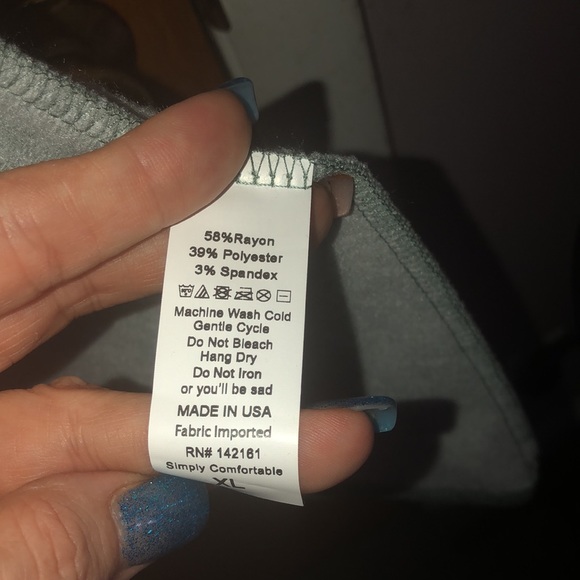 58%Rayon
39% Polyester
3% Spandex
Machine Wash Cold
Gentle Cycle
Do Not Bleach
Hang Dry
Do Not Iron
or you'll be sad
MADE IN USA
Fabric Imported
RN# 142161
Simply Comfortable
XL